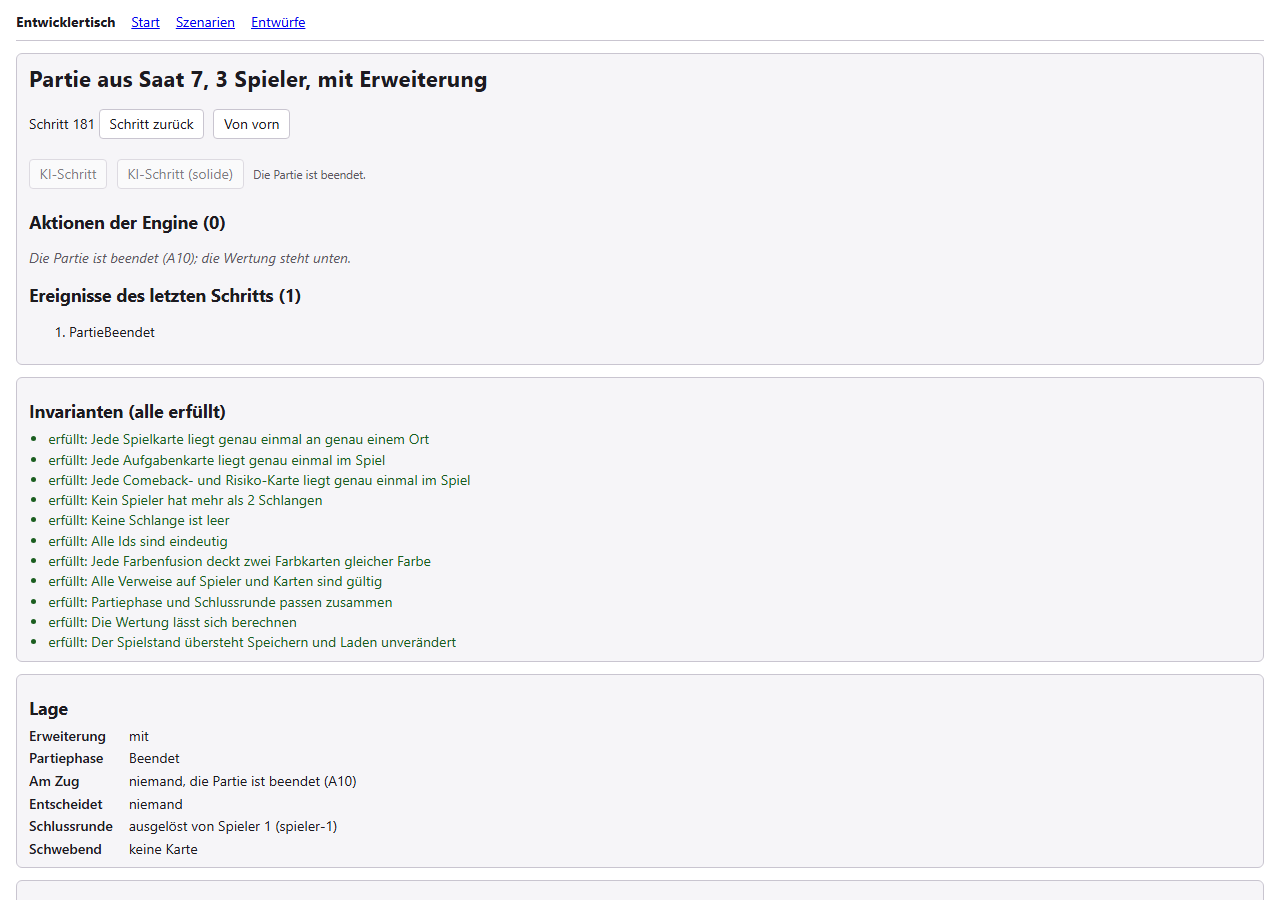 Entwicklertisch Start Szenarien Entwürfe
Partie aus Saat 7, 3 Spieler, mit Erweiterung
Schritt 181 Schritt zurück Von vorn
KI-Schritt KI-Schritt (solide) Die Partie ist beendet.
Aktionen der Engine (0)
Die Partie ist beendet (A10); die Wertung steht unten.
Ereignisse des letzten Schritts (1)
1. PartieBeendet
Invarianten (alle erfüllt)
• erfüllt: Jede Spielkarte liegt genau einmal an genau einem Ort
• erfüllt: Jede Aufgabenkarte liegt genau einmal im Spiel
• erfüllt: Jede Comeback- und Risiko-Karte liegt genau einmal im Spiel
• erfüllt: Kein Spieler hat mehr als 2 Schlangen
• erfüllt: Keine Schlange ist leer
• erfüllt: Alle Ids sind eindeutig
• erfüllt: Jede Farbenfusion deckt zwei Farbkarten gleicher Farbe
• erfüllt: Alle Verweise auf Spieler und Karten sind gültig
• erfüllt: Partiephase und Schlussrunde passen zusammen
• erfüllt: Die Wertung lässt sich berechnen
• erfüllt: Der Spielstand übersteht Speichern und Laden unverändert
Lage
Erweiterung mit
Partiephase Beendet
Am Zug niemand, die Partie ist beendet (A10)
Entscheidet niemand
Schlussrunde ausgelöst von Spieler 1 (spieler-1)
Schwebend keine Karte